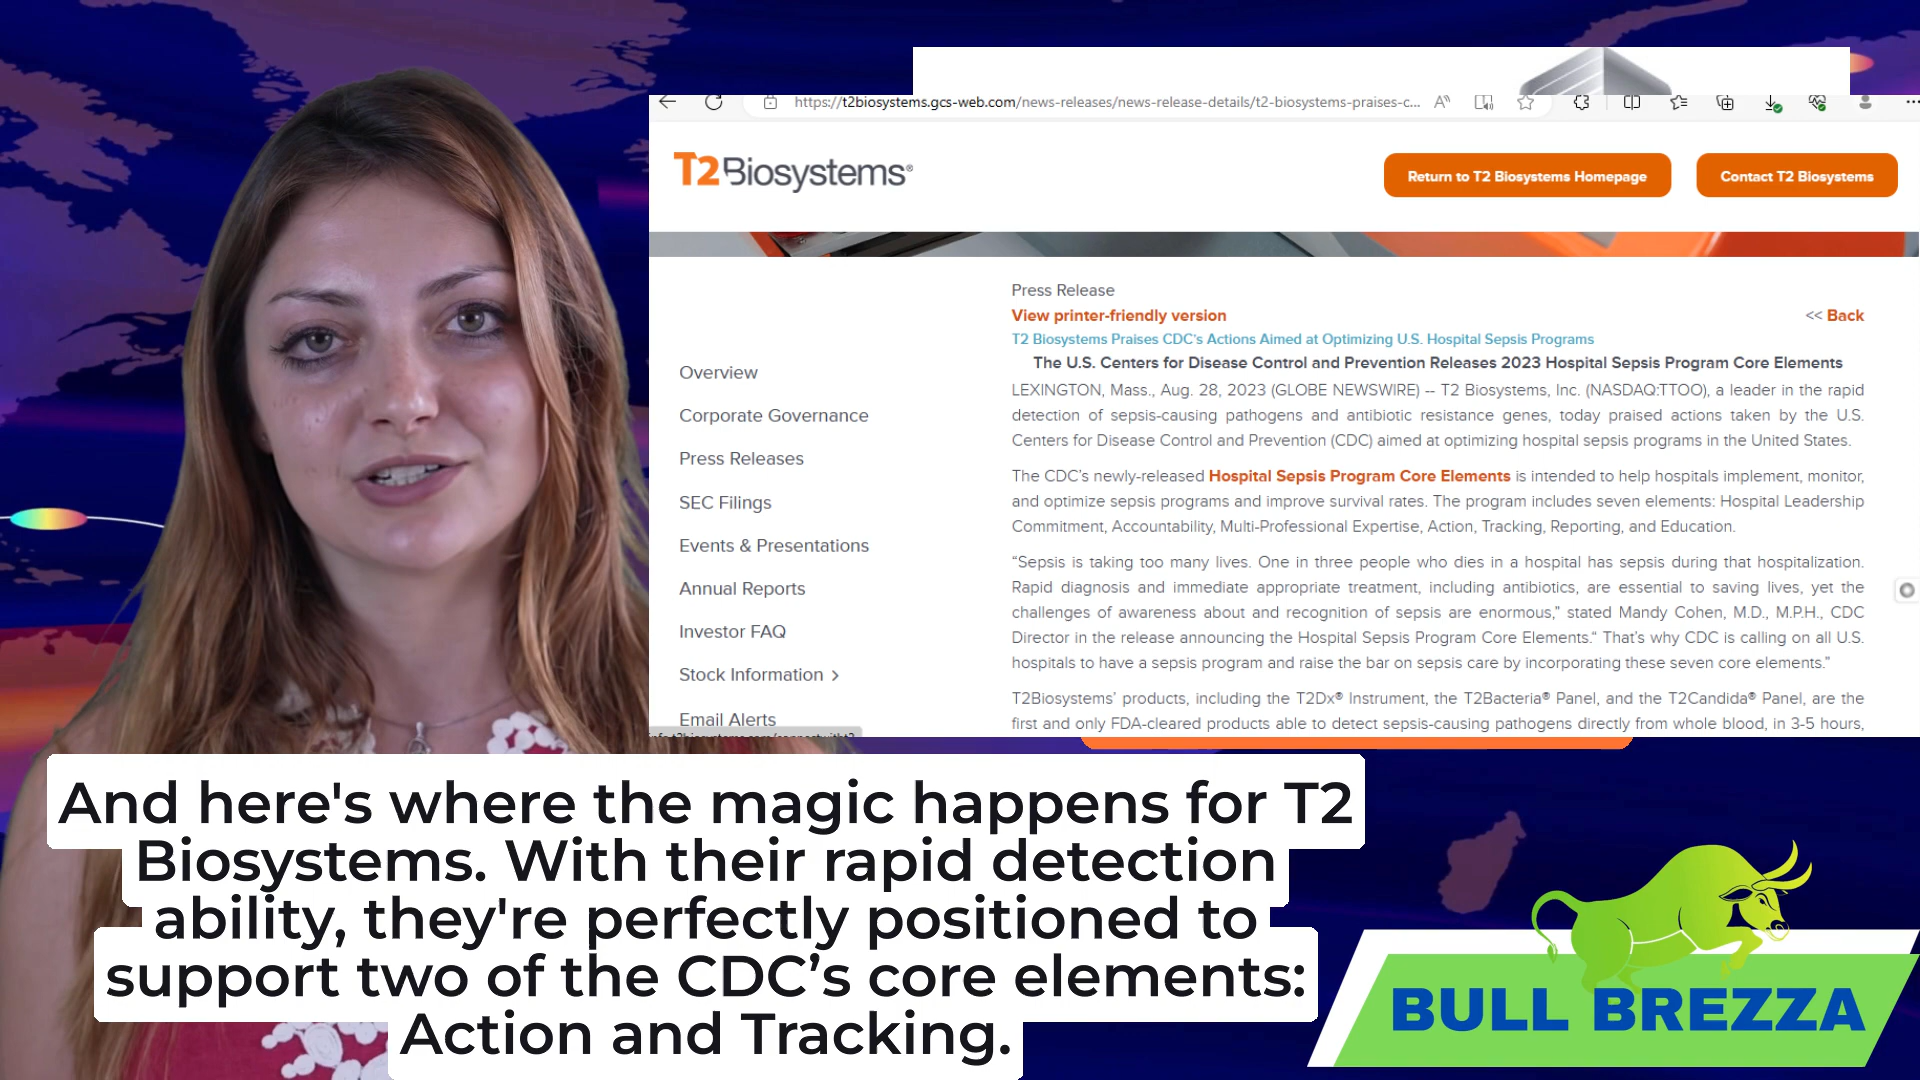 https://t2biosystems.gcs-web.com/news-releases/news-release-details/t2-biosystems-praises-c...
T2Biosystems®
Return to T2 Biosystems Homepage
Contact T2 Biosystems
Press Release
View printer-friendly version
<< Back
T2 Biosystems Praises CDC's Actions Aimed at Optimizing U.S. Hospital Sepsis Programs
The U.S. Centers for Disease Control and Prevention Releases 2023 Hospital Sepsis Program Core Elements
LEXINGTON, Mass., Aug. 28, 2023 (GLOBE NEWSWIRE) -- T2 Biosystems, Inc. (NASDAQ:TTOO), a leader in the rapid
detection of sepsis-causing pathogens and antibiotic resistance genes, today praised actions taken by the U.S.
Centers for Disease Control and Prevention (CDC) aimed at optimizing hospital sepsis programs in the United States.
The CDC's newly-released Hospital Sepsis Program Core Elements is intended to help hospitals implement, monitor,
and optimize sepsis programs and improve survival rates. The program includes seven elements: Hospital Leadership
Commitment, Accountability, Multi-Professional Expertise, Action, Tracking, Reporting, and Education.
“Sepsis is taking too many lives. One in three people who dies in a hospital has sepsis during that hospitalization.
Rapid diagnosis and immediate appropriate treatment, including antibiotics, are essential to saving lives, yet the
challenges of awareness about and recognition of sepsis are enormous,” stated Mandy Cohen, M.D., M.P.H., CDC
Director in the release announcing the Hospital Sepsis Program Core Elements.“ That's why CDC is calling on all U.S.
hospitals to have a sepsis program and raise the bar on sepsis care by incorporating these seven core elements.”
T2Biosystems' products, including the T2Dx® Instrument, the T2Bacteria® Panel, and the T2Candida® Panel, are the
first and only FDA-cleared products able to detect sepsis-causing pathogens directly from whole blood, in 3-5 hours,
Overview
Corporate Governance
Press Releases
SEC Filings
Events & Presentations
Annual Reports
Investor FAQ
Stock Information >
Email Alerts
And here's where the magic happens for T2
Biosystems. With their rapid detection
ability, they're perfectly positioned to
support two of the CDC’s core elements:
Action and Tracking.
BULL BREZZA